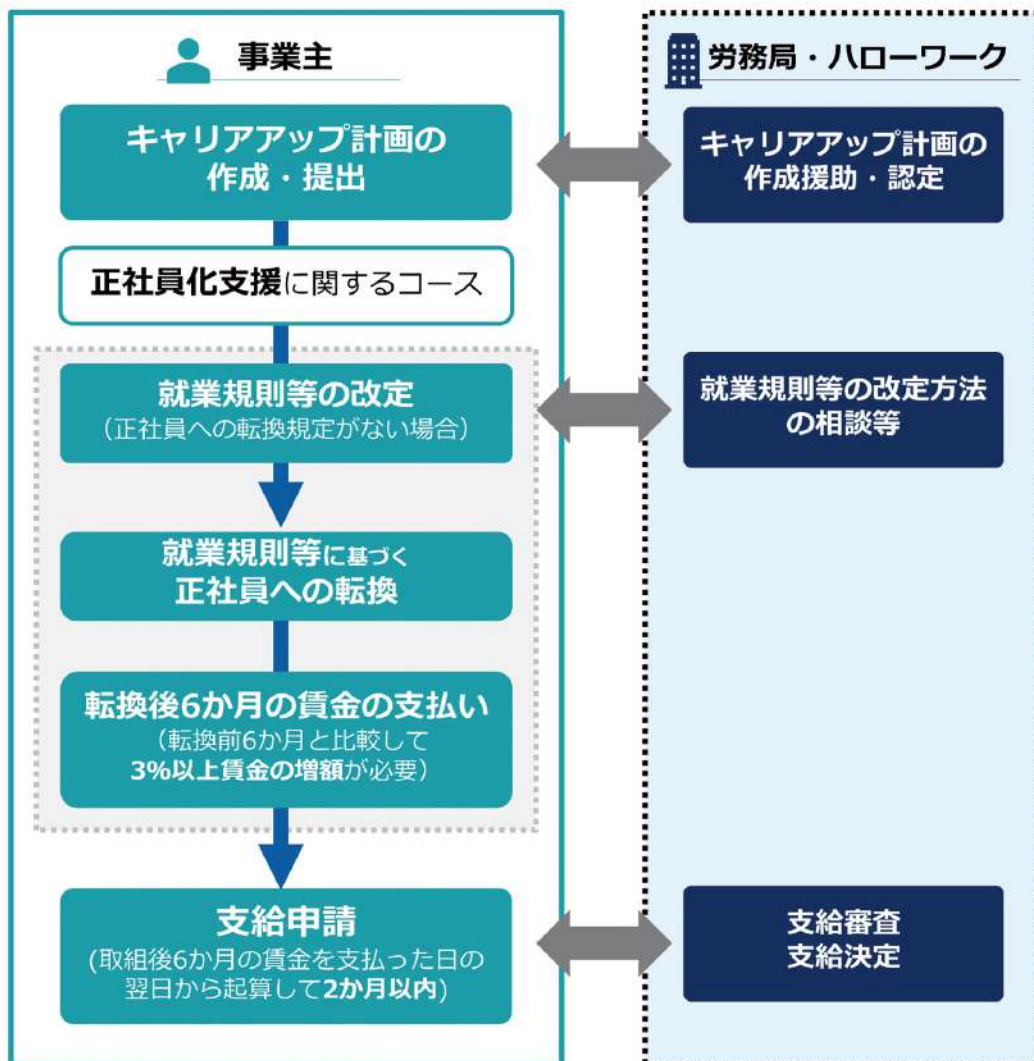 事業主
キャリアアップ計画の
作成・提出
正社員化支援に関するコース
就業規則等の改定
（正社員への転換規定がない場合）
就業規則等に基づく
正社員への転換
転換後6か月の賃金の支払い
（転換前6か月と比較して
3%以上賃金の増額が必要）
支給申請
(取組後6か月の賃金を支払った日の
翌日から起算して2か月以内)
労務局・ハローワーク
キャリアアップ計画の
作成援助・認定
就業規則等の改定方法
の相談等
支給審査
支給決定